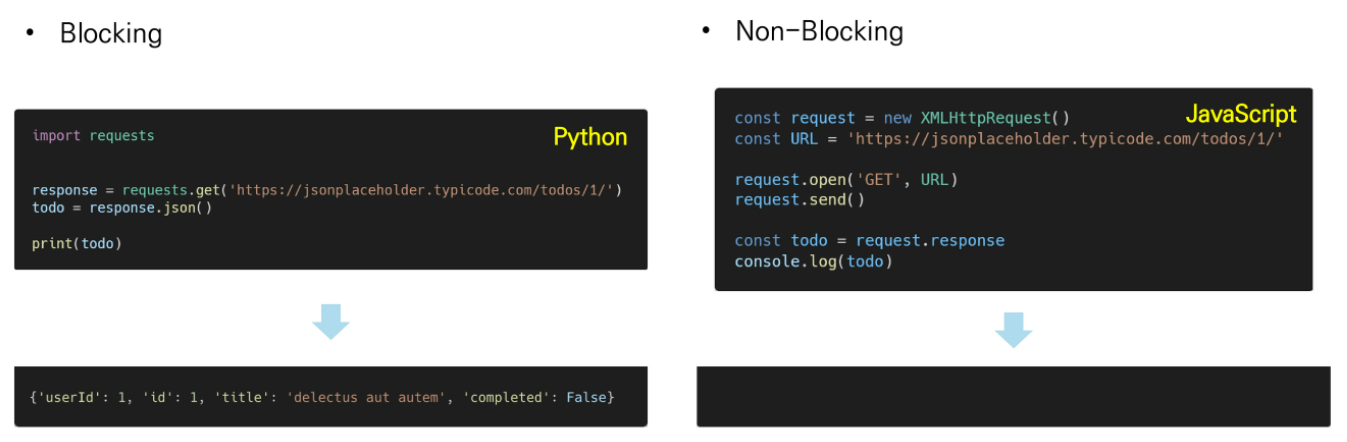 • Blocking
Python
import requests
response = requests.get('https://jsonplaceholder.typicode.com/todos/1/')
todo = response.json()
print(todo)
{'userId': 1, 'id': 1, 'title': 'delectus aut autem', 'completed': False}
• Non-Blocking
JavaScript
const request = new XMLHttpRequest()
const URL = 'https://jsonplaceholder.typicode.com/todos/1/'
request.open('GET', URL)
request.send()
const todo = request.response
console.log(todo)